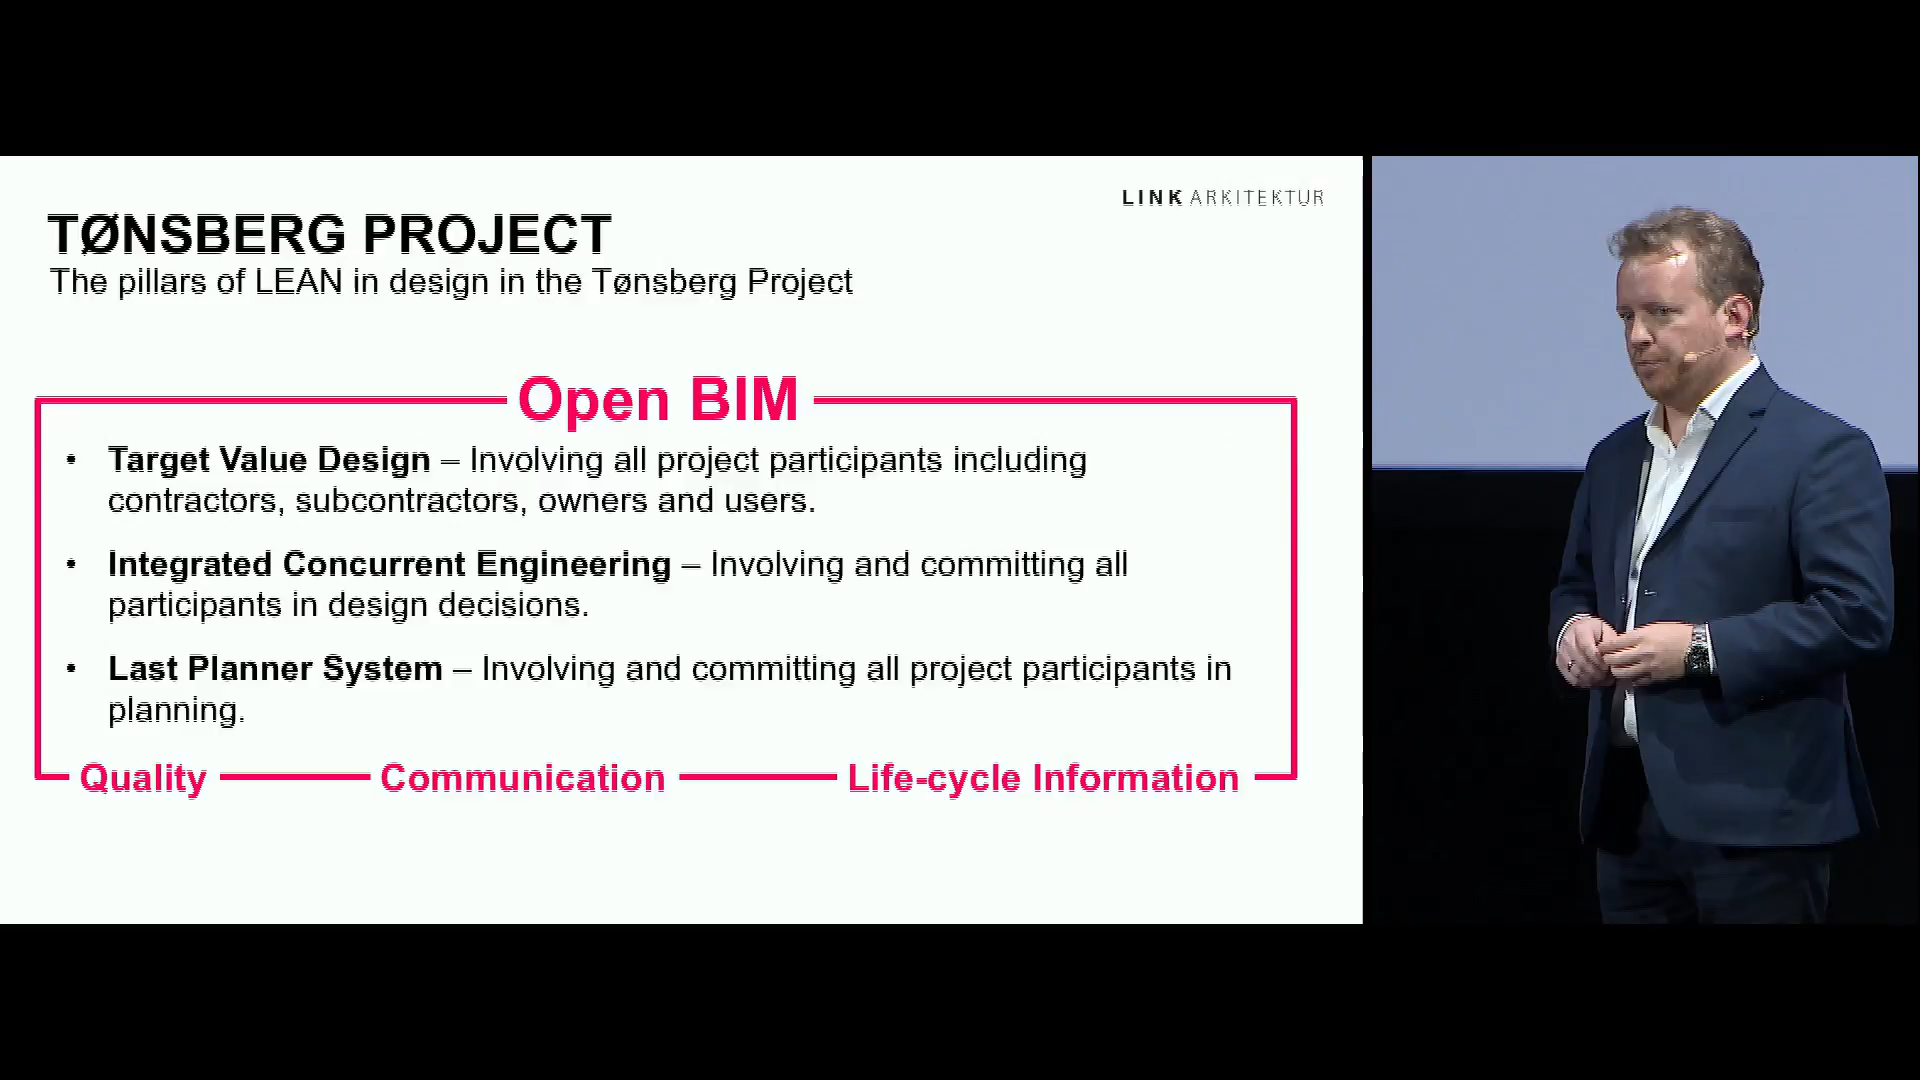 LINK ARKITEKTUR
TØNSBERG PROJECT
The pillars of LEAN in design in the Tønsberg Project
Open BIM
• Target Value Design – Involving all project participants including
contractors, subcontractors, owners and users.
• Integrated Concurrent Engineering – Involving and committing all
participants in design decisions.
• Last Planner System – Involving and committing all project participants in
planning.
Quality
Communication
Life-cycle Information